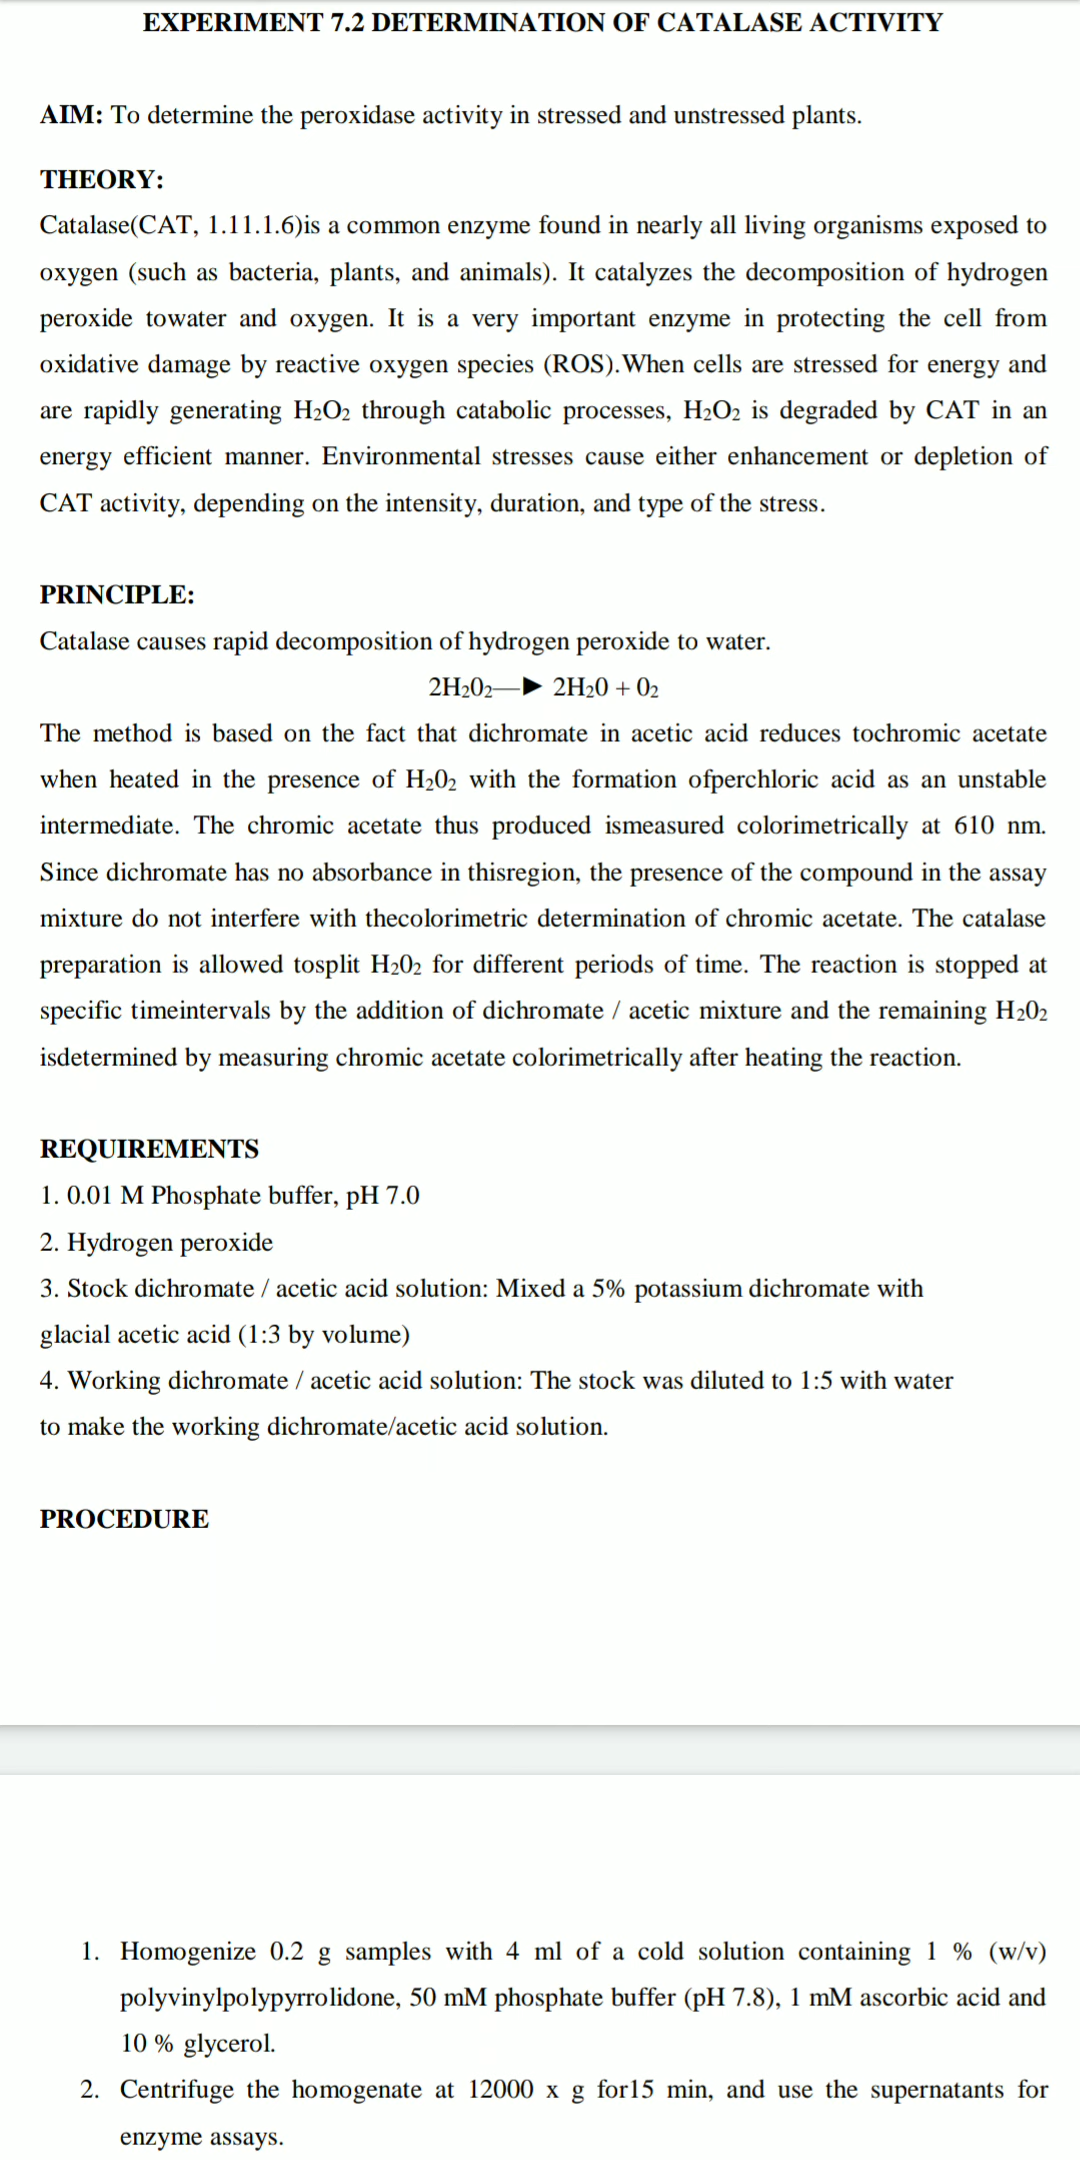 EXPERIMENT 7.2 DETERMINATION OF CATALASE ACTIVITY
AIM: To determine the peroxidase activity in stressed and unstressed plants.
THEORY:
Catalase(CAT, 1.11.1.6)is a common enzyme found in nearly all living organisms exposed to
oxygen (such as bacteria, plants, and animals). It catalyzes the decomposition of hydrogen
peroxide towater and oxygen. It is a very important enzyme in protecting the cell from
oxidative damage by reactive oxygen species (ROS).When cells are stressed for energy and
are rapidly generating H₂O₂ through catabolic processes, H₂O₂ is degraded by CAT in an
energy efficient manner. Environmental stresses cause either enhancement or depletion of
CAT activity, depending on the intensity, duration, and type of the stress.
PRINCIPLE:
Catalase causes rapid decomposition of hydrogen peroxide to water.
2H₂0₂—► 2H₂0 + 0₂
The method is based on the fact that dichromate in acetic acid reduces tochromic acetate
when heated in the presence of H₂0₂ with the formation ofperchloric acid as an unstable
intermediate. The chromic acetate thus produced ismeasured colorimetrically at 610 nm.
Since dichromate has no absorbance in thisregion, the presence of the compound in the assay
mixture do not interfere with thecolorimetric determination of chromic acetate. The catalase
preparation is allowed tosplit H₂0₂ for different periods of time. The reaction is stopped at
specific timeintervals by the addition of dichromate / acetic mixture and the remaining H₂0₂
isdetermined by measuring chromic acetate colorimetrically after heating the reaction.
REQUIREMENTS
1. 0.01 M Phosphate buffer, pH 7.0
2. Hydrogen peroxide
3. Stock dichromate / acetic acid solution: Mixed a 5% potassium dichromate with
glacial acetic acid (1:3 by volume)
4. Working dichromate / acetic acid solution: The stock was diluted to 1:5 with water
to make the working dichromate/acetic acid solution.
PROCEDURE
1. Homogenize 0.2 g samples with 4 ml of a cold solution containing 1 % (w/v)
polyvinylpolypyrrolidone, 50 mM phosphate buffer (pH 7.8), 1 mM ascorbic acid and
10 % glycerol.
2. Centrifuge the homogenate at 12000 x g for15 min, and use the supernatants for
enzyme assays.